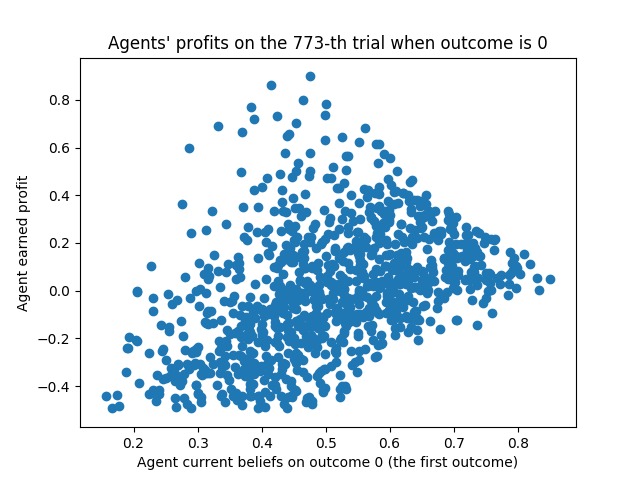 Agents' profits on the 773-th trial when outcome is 0
Agent earned profit
0.8
0.6
0.4
0.2
0.0
−0.2
−0.4
0.2 0.3 0.4 0.5 0.6 0.7 0.8
Agent current beliefs on outcome 0 (the first outcome)